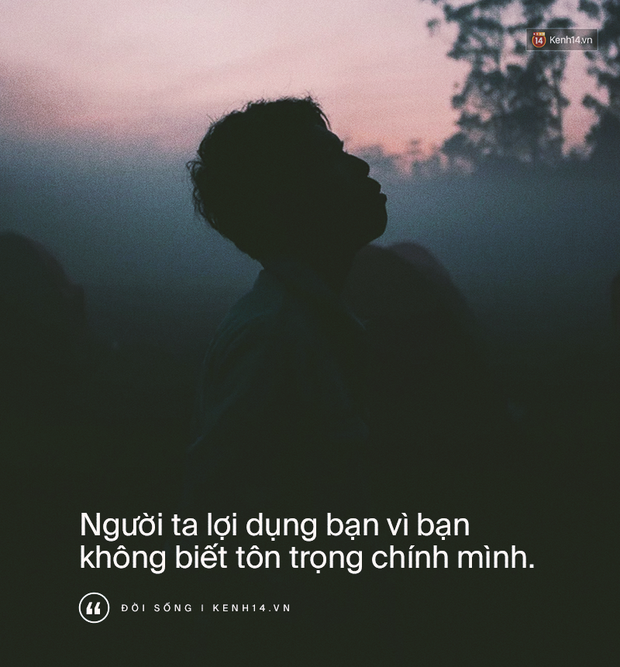 14 Kenh14.vn
Người ta lợi dụng bạn vì bạn
không biết tôn trọng chính mình.
ĐỜI SỐNG | KENH14.VN